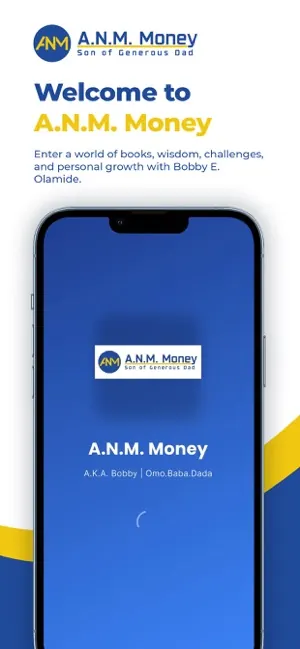 ANM
A.N.M. Money
Son of Generous Dad
Welcome to
A.N.M. Money
Enter a world of books, wisdom, challenges,
and personal growth with Bobby E.
Olamide.
ANM
A.N.M. Money
Son of Generous Dad
A.N.M. Money
A.K.A. Bobby | Omo.Baba.Dada